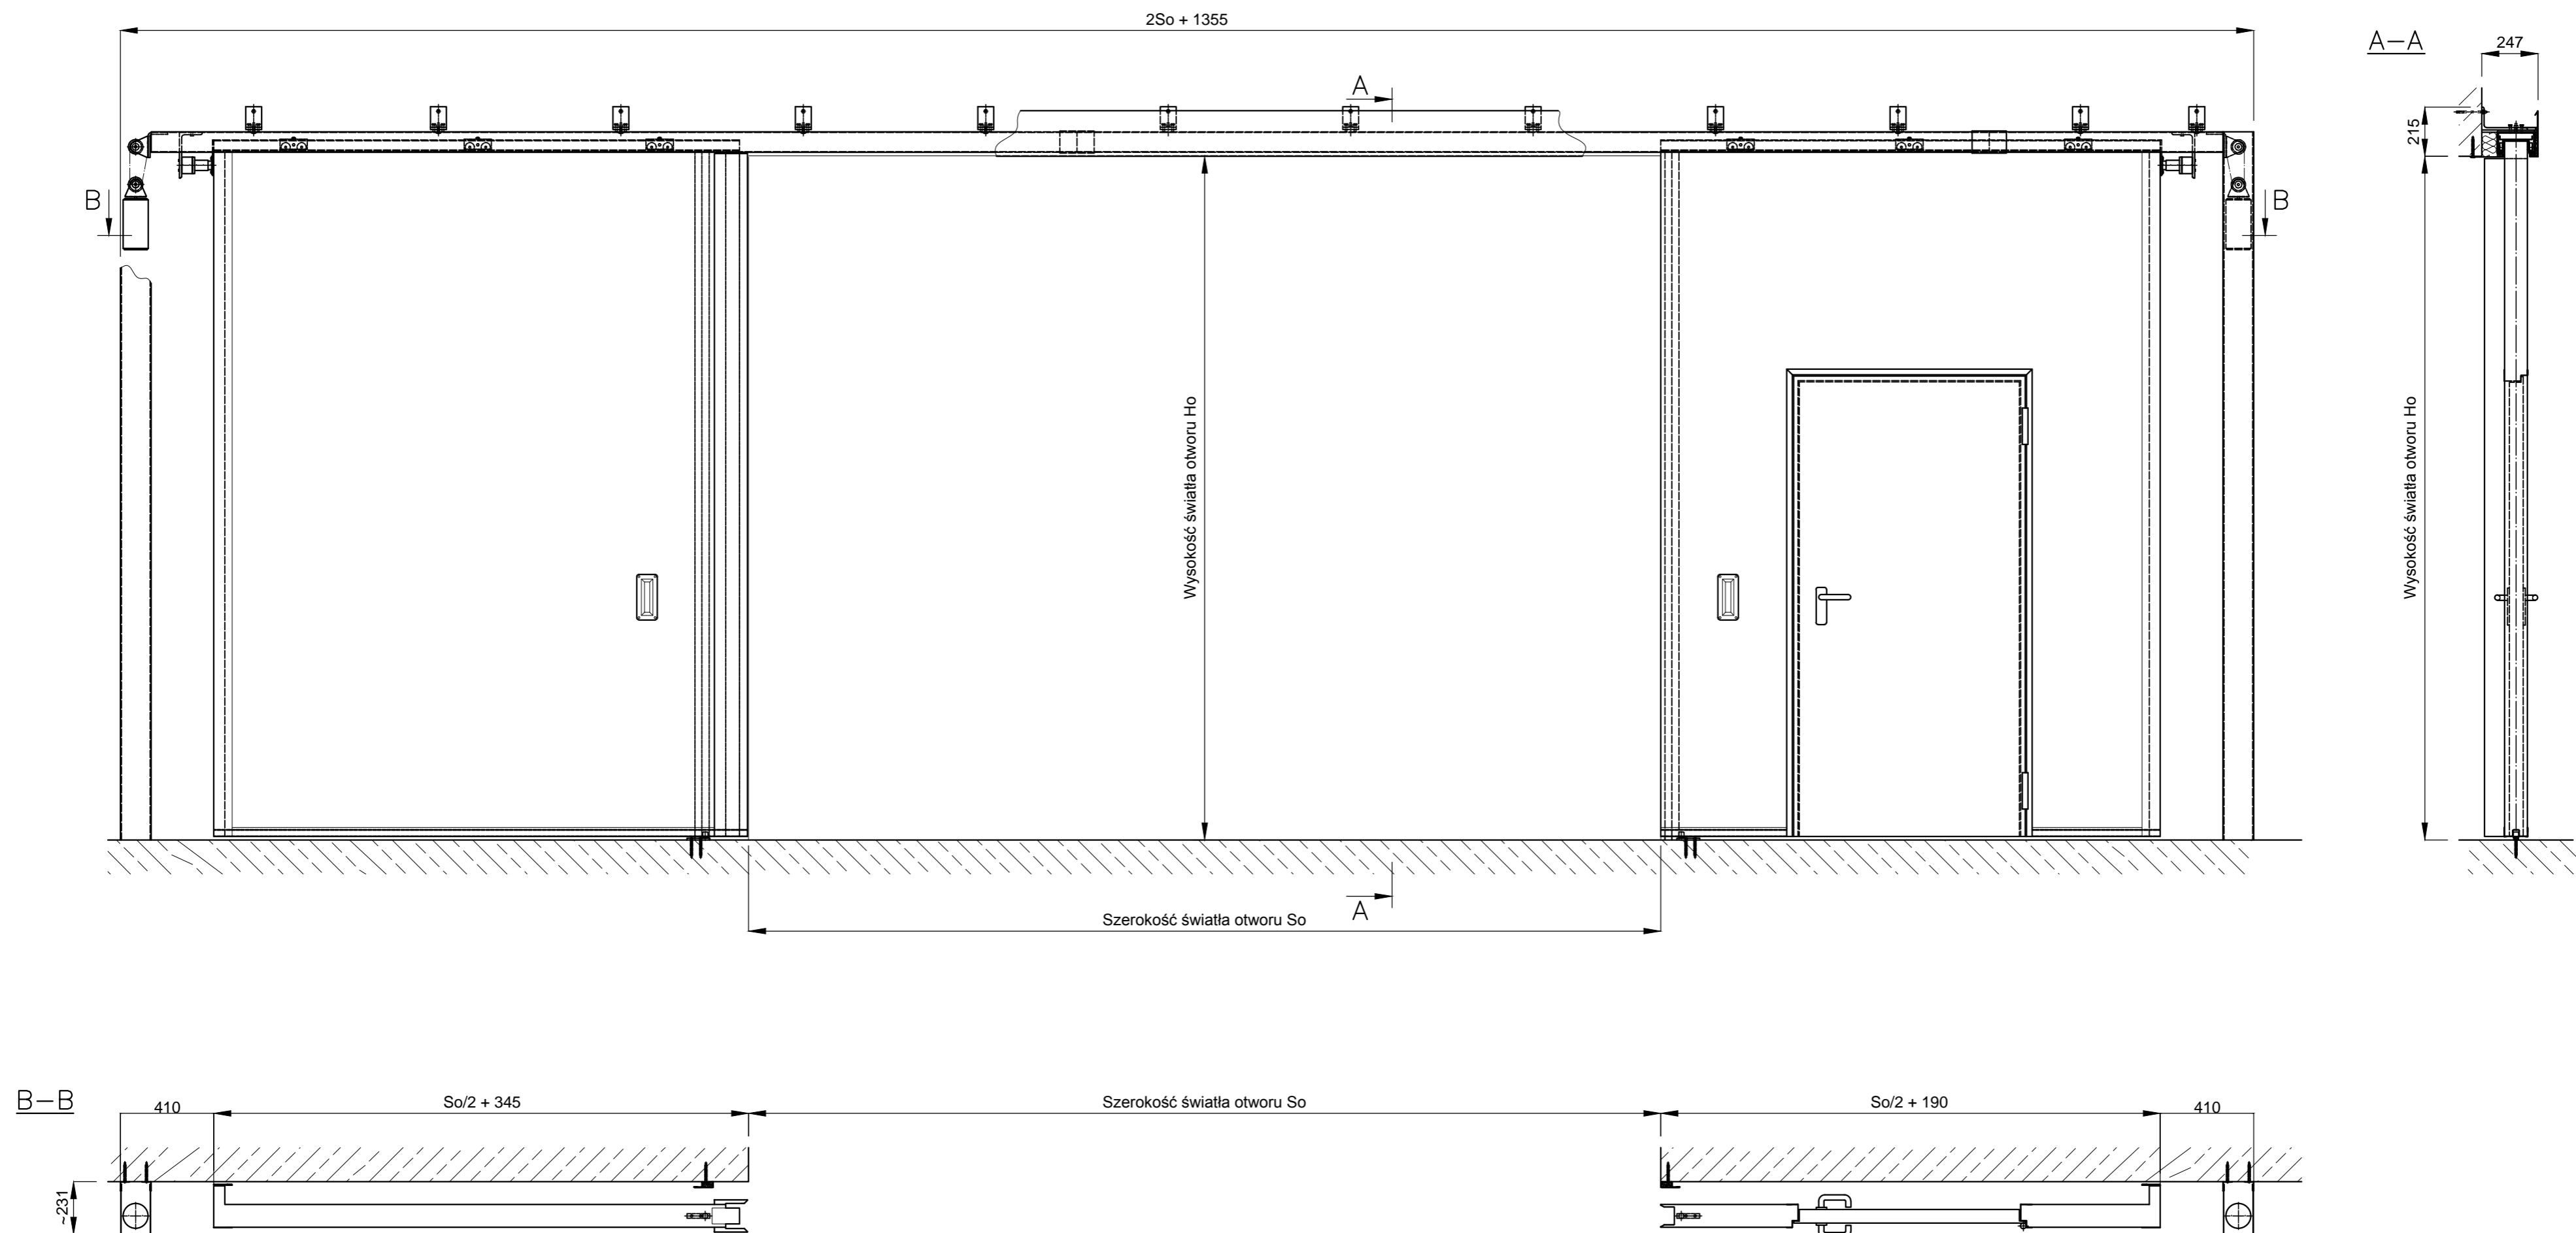 2So + 1355
A-A
247
A
215
B
B
Wysokość światła otworu Ho
Wysokość światła otworu Ho
A
Szerokość światła otworu So
B-B
410
So/2 + 345
Szerokość światła otworu So
So/2 + 190
410
~231